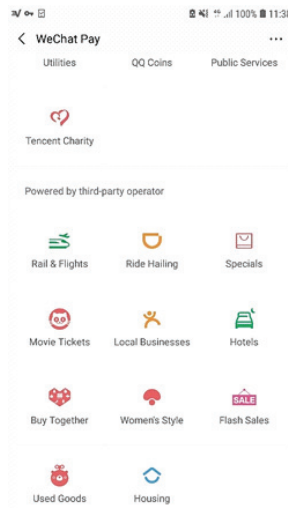 100% 11:38
WeChat Pay
Utilities QQ Coins Public Services
Tencent Charity
Powered by third-party operator
Rail & Flights Ride Hailing Specials
Movie Tickets Local Businesses Hotels
SALE
Buy Together Women's Style Flash Sales
Used Goods Housing